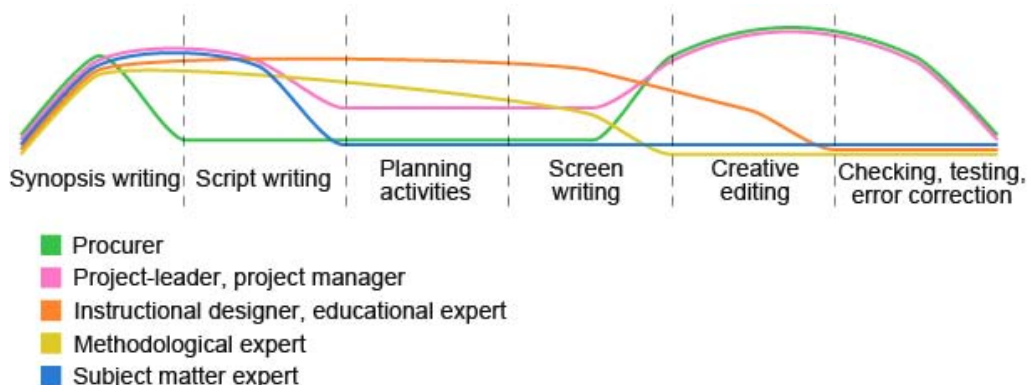 Synopsis writing
Script writing
Planning
activities
Screen
writing
Creative
editing
Checking, testing,
error correction
Procurer
Project-leader, project manager
Instructional designer, educational expert
Methodological expert
Subject matter expert